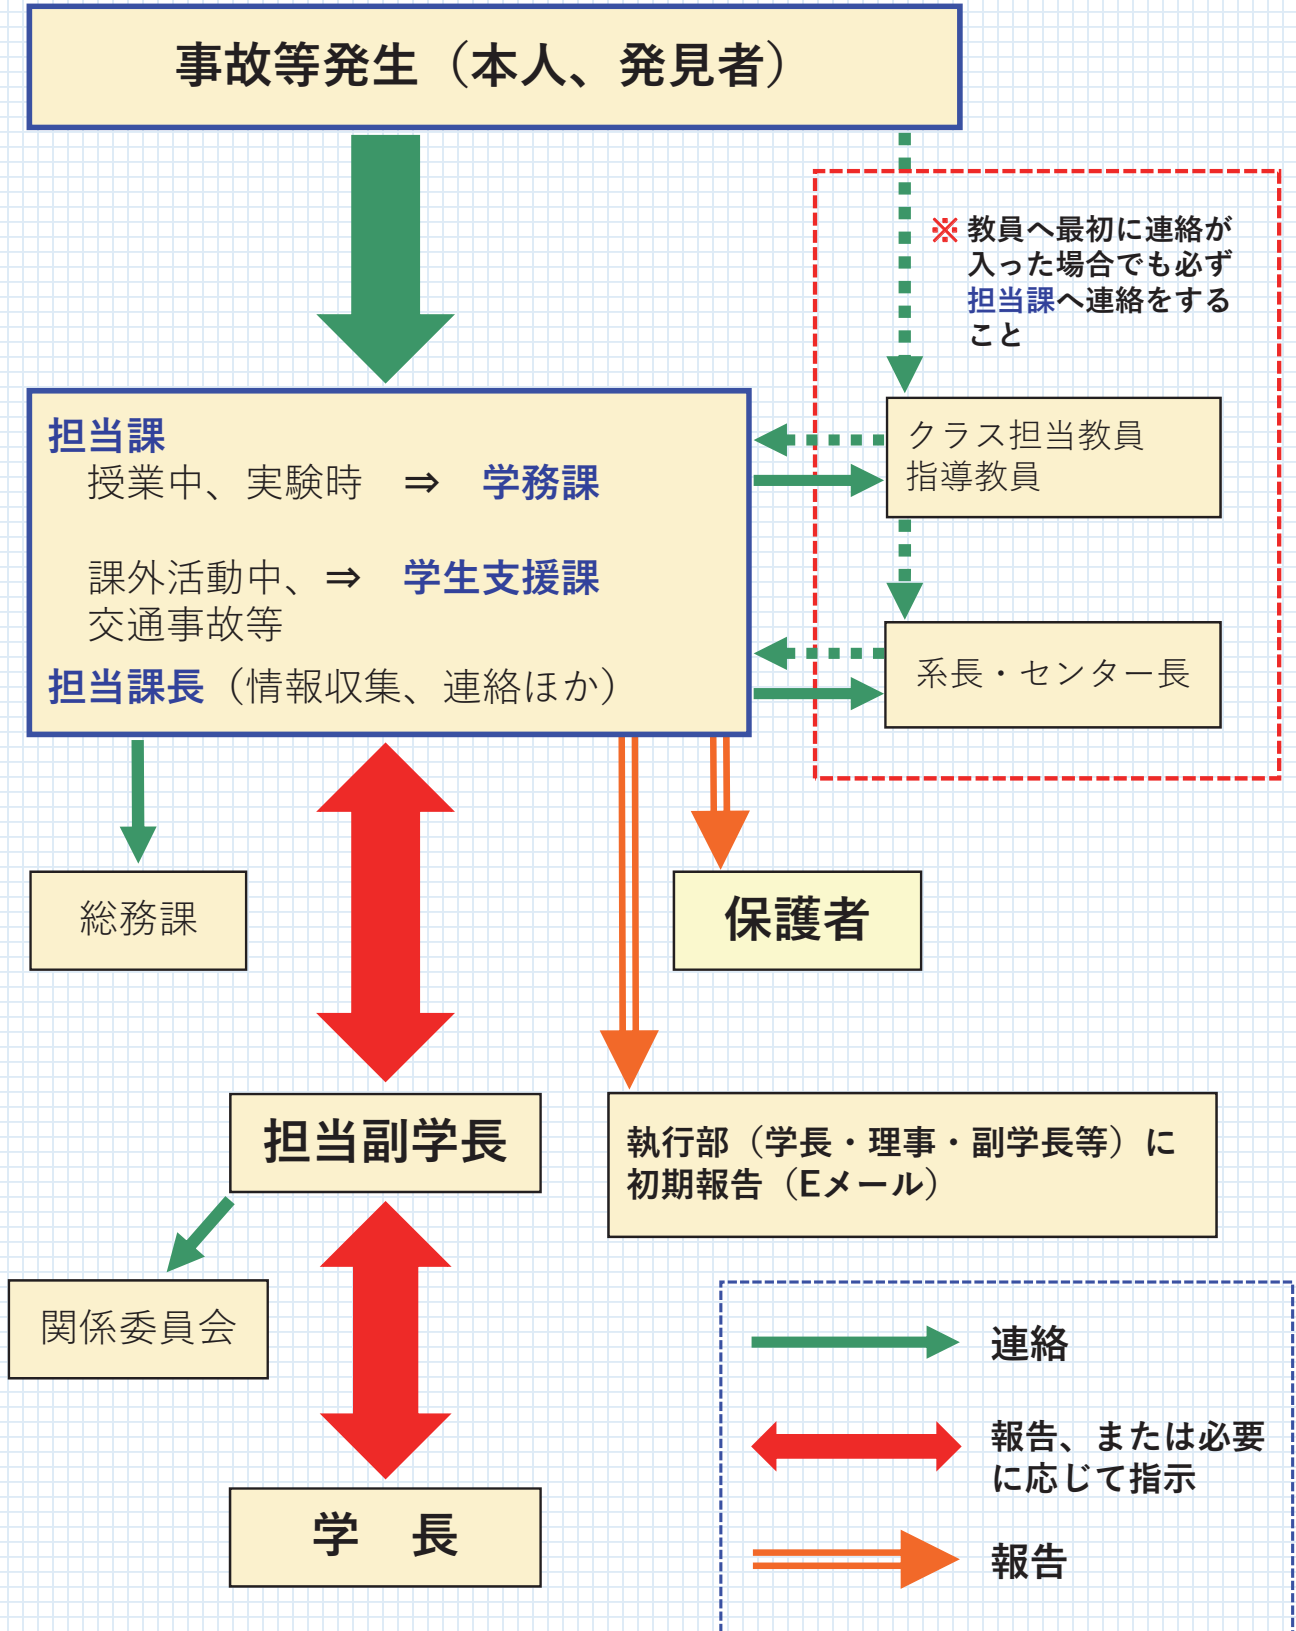 事故等発生（本人、発見者）
※ 教員へ最初に連絡が
入った場合でも必ず
担当課へ連絡をする
こと
担当課
授業中、実験時　⇒　学務課
課外活動中、⇒　学生支援課
交通事故等
担当課長（情報収集、連絡ほか）
クラス担当教員
指導教員
系長・センター長
総務課
保護者
担当副学長
執行部（学長・理事・副学長等）に
初期報告（Eメール）
関係委員会
学　長
連絡
報告、または必要
に応じて指示
報告